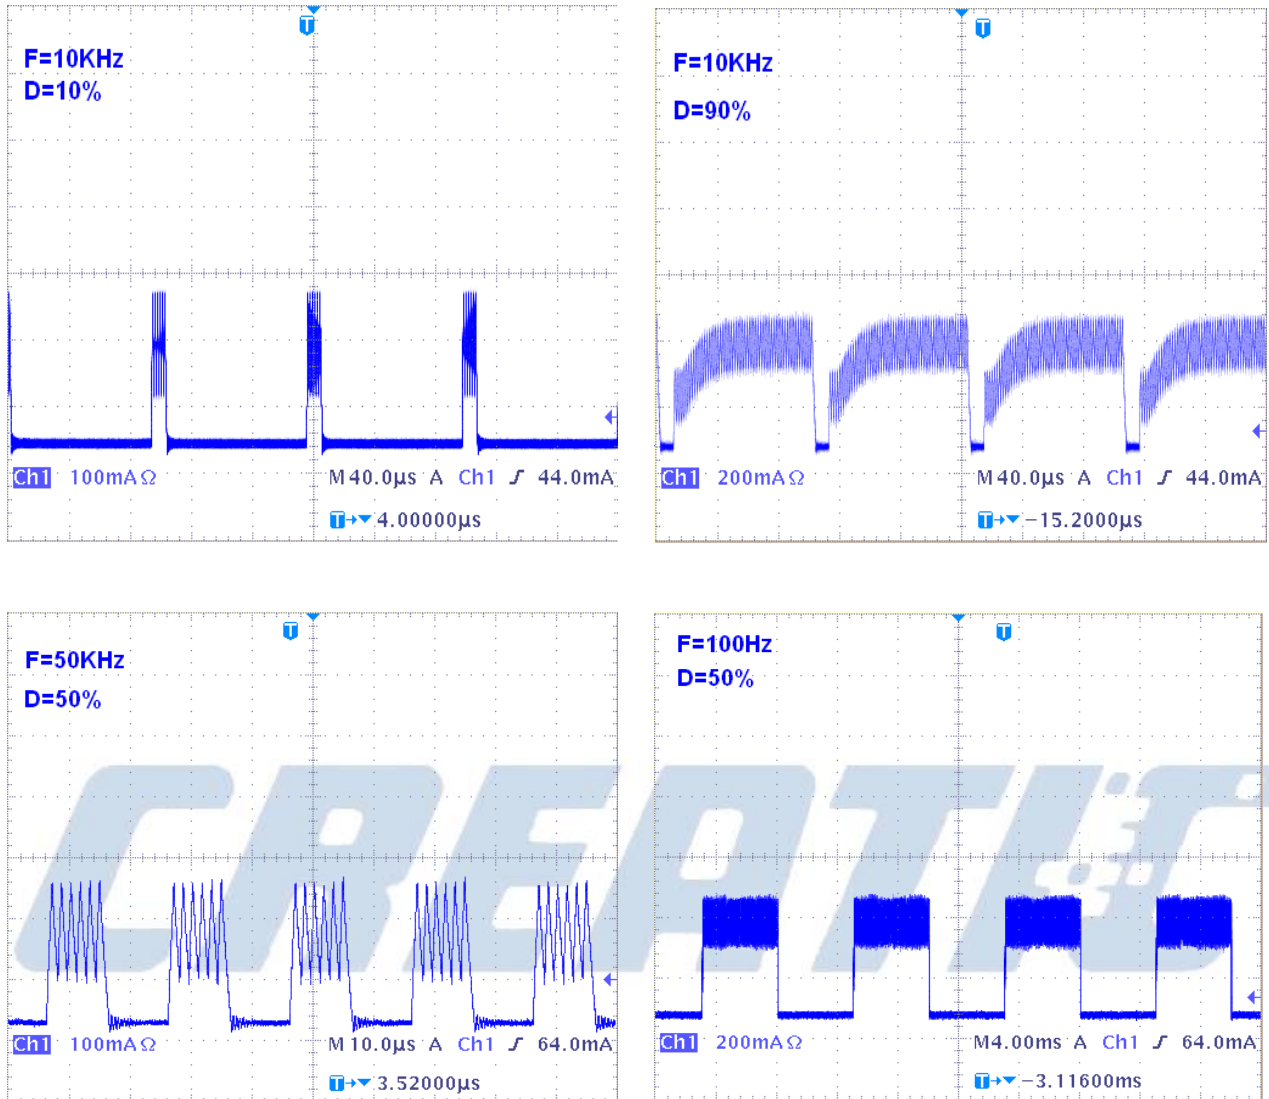 T
F=10KHz
D=10%
Ch1 100mAΩ M40.0µs A Ch1 ƒ 44.0mA
T→▼4.00000µs
T
F=10KHz
D=90%
Ch1 200mAΩ M40.0µs A Ch1 ƒ 44.0mA
T→▼−15.2000µs
T
F=50KHz
D=50%
Ch1 100mAΩ M10.0µs A Ch1 ƒ 64.0mA
T→▼3.52000µs
T
F=100Hz
D=50%
Ch1 200mAΩ M4.00ms A Ch1 ƒ 64.0mA
T→▼−3.11600ms